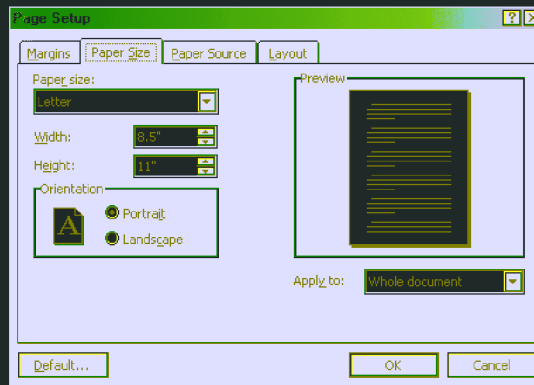 Page Setup
Margins
Paper Size
Paper Source
Layout
Paper size:
Letter
Preview
Width:
8.5"
Height:
11"
Orientation
A
Portrait
Landscape
Apply to:
Whole document
Default...
OK
Cancel